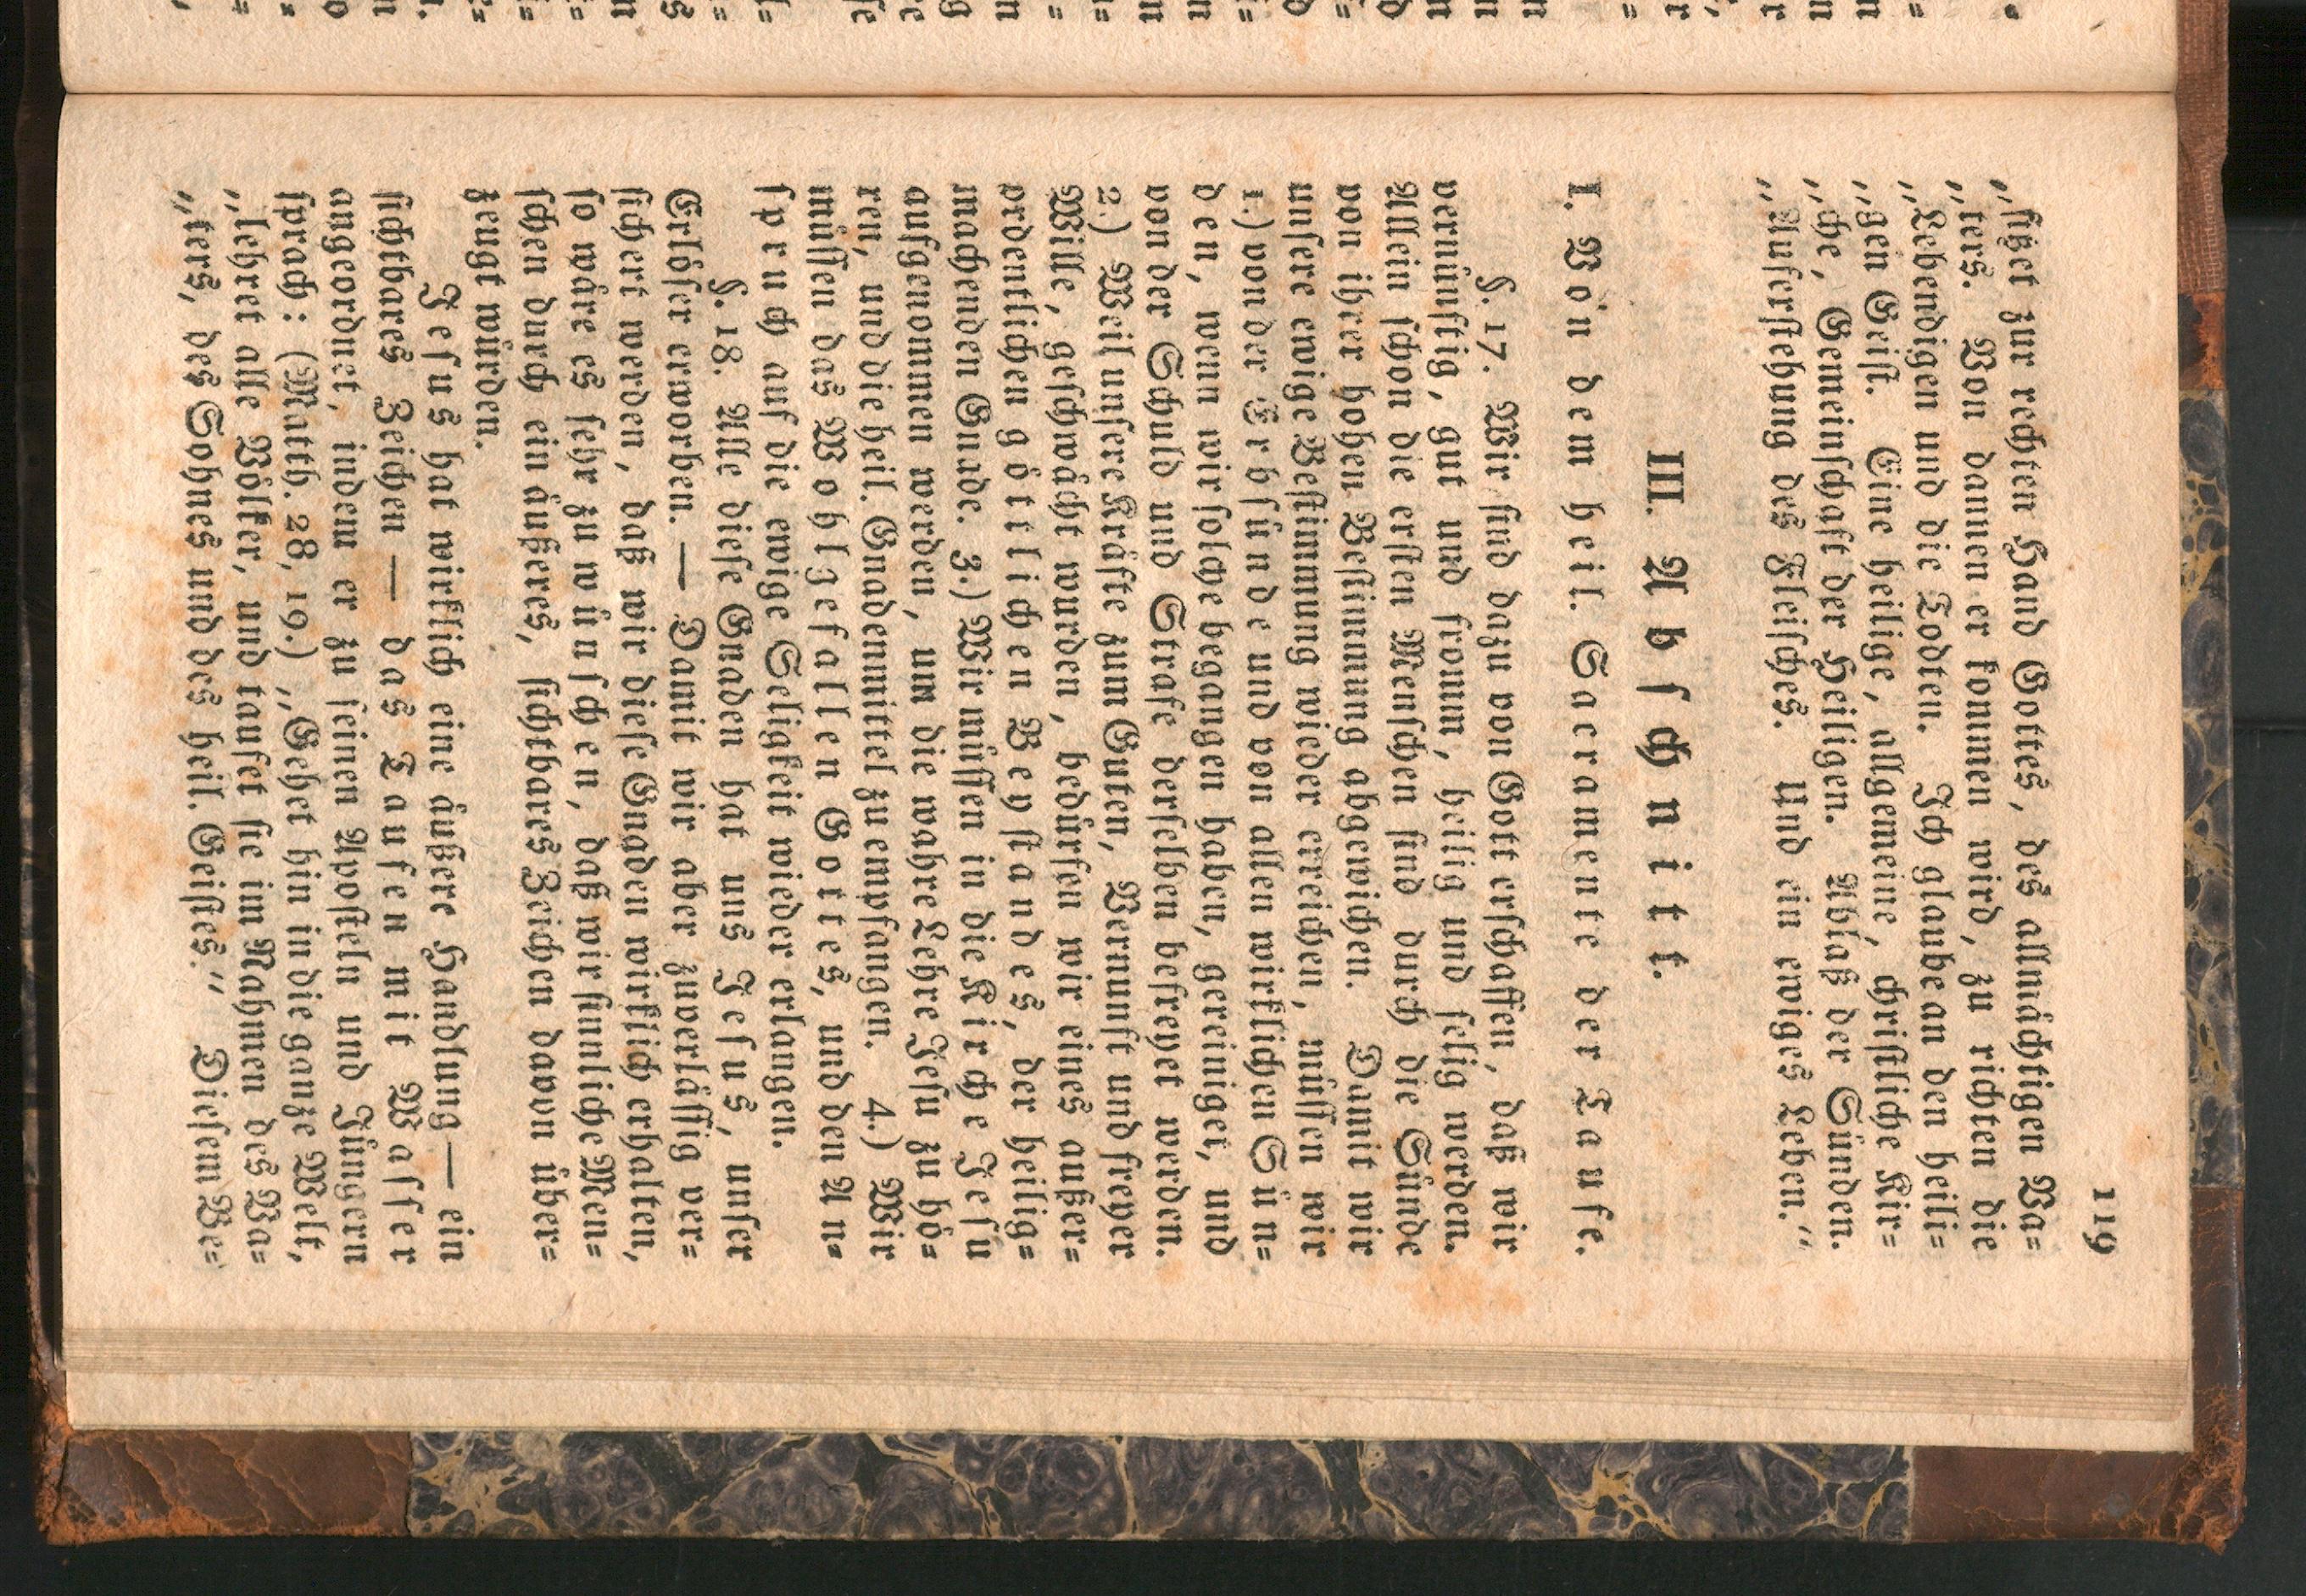 119
„sitzet zur rechten Hand Gottes, des allmächtigen Va=
„ters. Von dannen er kommen wird, zu richten die
„Lebendigen und die Todten. Ich glaube an den heili=
„gen Geist. Eine heilige, allgemeine, christliche Kir=
„che, Gemeinschaft der Heiligen. Ablaß der Sünden.
„Auferstehung des Fleisches. Und ein ewiges Leben.“
III. Abschnitt.
I. Von dem heil. Sacramente der Taufe.
§. 17. Wir sind dazu von Gott erschaffen, daß wir
vernünftig, gut und fromm, heilig und selig werden.
Allein schon die ersten Menschen sind durch die Sünde
von ihrer hohen Bestimmung abgewichen. Damit wir
unsere ewige Bestimmung wieder erreichen, müssen wir
1.) von der Erbsünde und von allen wirklichen Sün=
den, wenn wir solche begangen haben, gereiniget, und
von der Schuld und Strafe derselben befreyet werden.
2.) Weil unsere Kräfte zum Guten, Vernunft und freyer
Wille, geschwächt wurden, bedürfen wir eines außer=
ordentlichen göttlichen Beystandes, der heilig=
machenden Gnade. 3.) Wir müssen in die Kirche Jesu
aufgenommen werden, um die wahre Lehre Jesu zu hö=
ren, und die heil. Gnadenmittel zu empfangen. 4.) Wir
müssen das Wohlgefallen Gottes, und den An=
spruch auf die ewige Seligkeit wieder erlangen.
§. 18. Alle diese Gnaden hat uns Jesus, unser
Erlöser erworben. — Damit wir aber zuverlässig ver=
sichert werden, daß wir diese Gnaden wirklich erhalten,
so wäre es sehr zu wünschen, daß wir sinnliche Men=
schen durch ein äußeres, sichtbares Zeichen davon über=
zeugt würden.
Jesus hat wirklich eine äußere Handlung — ein
sichtbares Zeichen — das Taufen mit Wasser
angeordnet, indem er zu seinen Aposteln und Jüngern
sprach: (Matth. 28, 19.) „Gehet hin in die ganze Welt,
„lehret alle Völker, und taufet sie im Nahmen des Va=
„ters, des Sohnes und des heil. Geistes.“ Diesem Be=